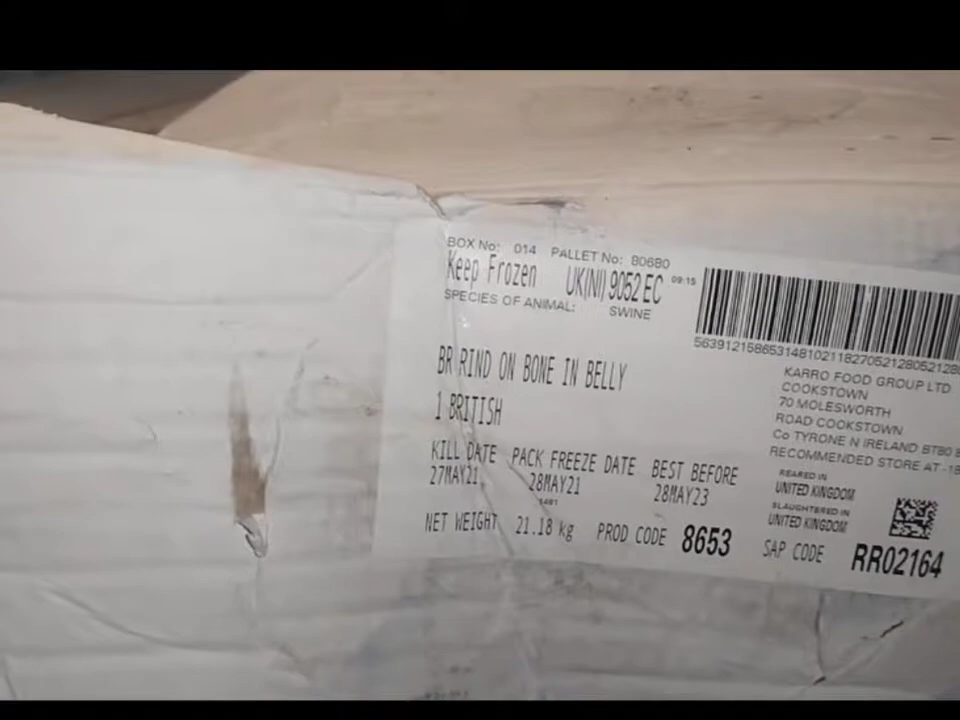 BOX No: 014 PALLET No: 80680
Keep Frozen UK(NI) 9052 EC 09:15
SPECIES OF ANIMAL: SWINE
BR RIND ON BONE IN BELLY
1 BRITISH
KILL DATE PACK FREEZE DATE BEST BEFORE
27MAY21 28MAY21 28MAY23
NET WEIGHT 21.18 kg PROD CODE 8653
KARRO FOOD GROUP LTD
COOKSTOWN
70 MOLESWORTH
ROAD COOKSTOWN
Co TYRONE N IRELAND BT80
RECOMMENDED STORE AT -18
REARED IN
UNITED KINGDOM
SLAUGHTERED IN
UNITED KINGDOM
SAP CODE RR02164